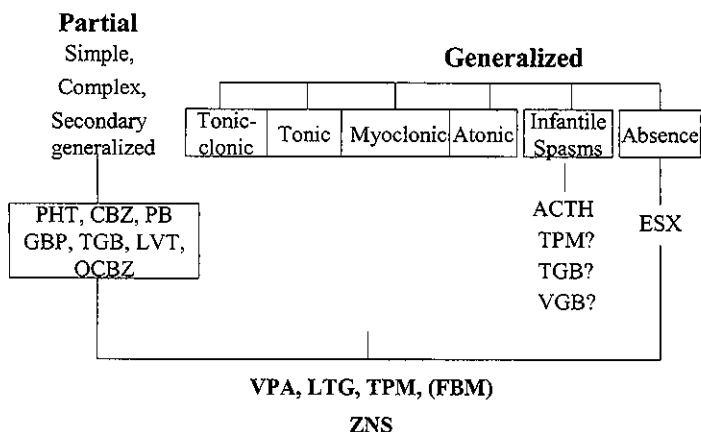 Partial
Simple,
Complex,
Secondary
generalized
PHT, CBZ, PB
GBP, TGB, LVT,
OCBZ
Generalized
Tonic-
clonic
Tonic
Myoclonic
Atonic
Infantile
Spasms
Absence
ACTH
TPM?
TGB?
VGB?
ESX
VPA, LTG, TPM, (FBM)
ZNS